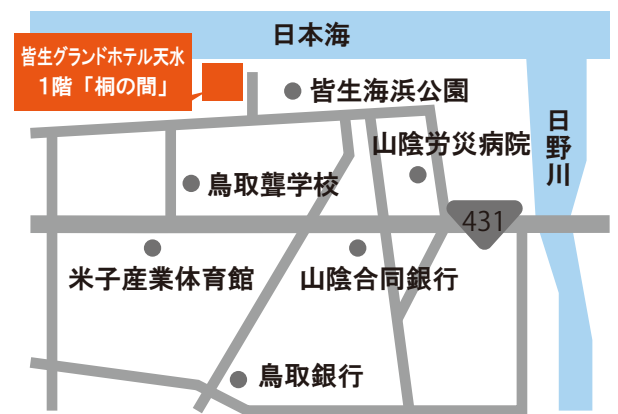 日本海
皆生グランドホテル天水
1階「桐の間」
皆生海浜公園
日野川
山陰労災病院
鳥取聾学校
431
米子産業体育館
山陰合同銀行
鳥取銀行